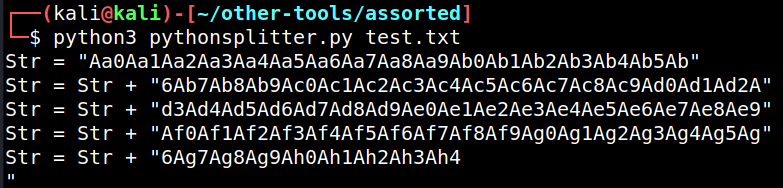 ┌──(kali@kali)-[~/other-tools/assorted]
└─$ python3 pythonsplitter.py test.txt
Str = "Aa0Aa1Aa2Aa3Aa4Aa5Aa6Aa7Aa8Aa9Ab0Ab1Ab2Ab3Ab4Ab5Ab"
Str = Str + "6Ab7Ab8Ab9Ac0Ac1Ac2Ac3Ac4Ac5Ac6Ac7Ac8Ac9Ad0Ad1Ad2A"
Str = Str + "d3Ad4Ad5Ad6Ad7Ad8Ad9Ae0Ae1Ae2Ae3Ae4Ae5Ae6Ae7Ae8Ae9"
Str = Str + "Af0Af1Af2Af3Af4Af5Af6Af7Af8Af9Ag0Ag1Ag2Ag3Ag4Ag5Ag"
Str = Str + "6Ag7Ag8Ag9Ah0Ah1Ah2Ah3Ah4
"